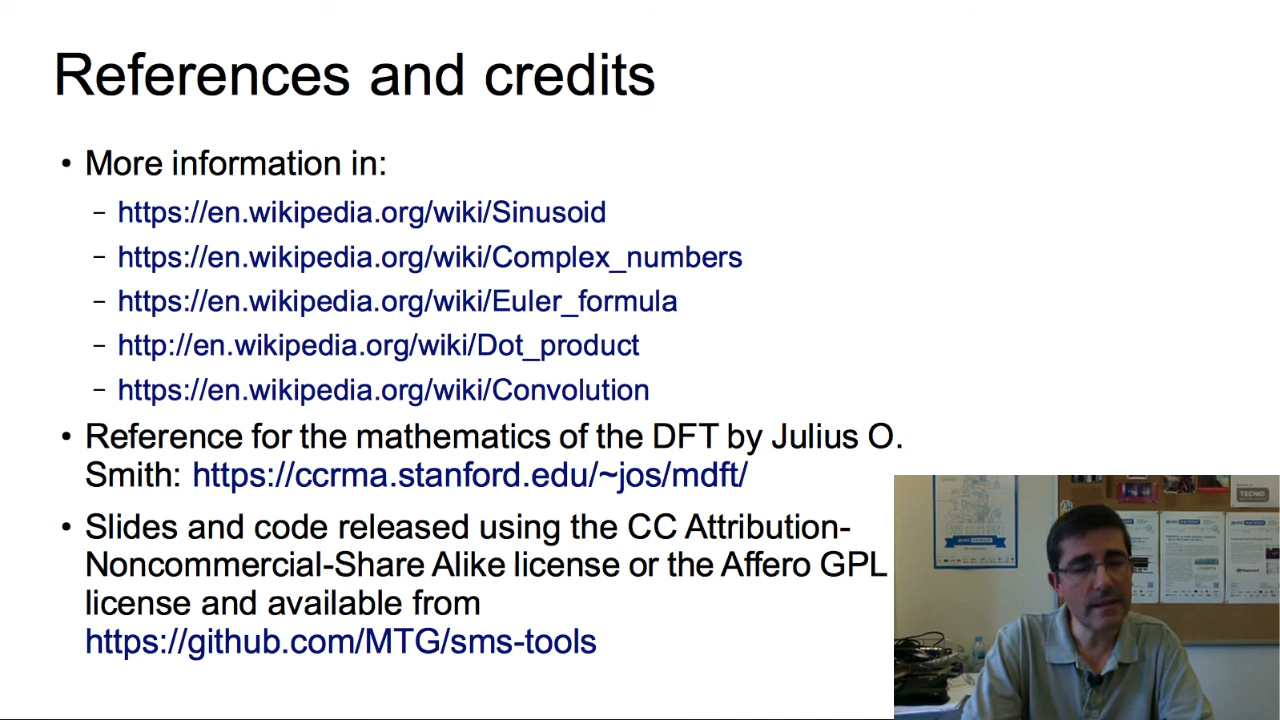 References and credits
• More information in:
– https://en.wikipedia.org/wiki/Sinusoid
– https://en.wikipedia.org/wiki/Complex_numbers
– https://en.wikipedia.org/wiki/Euler_formula
– http://en.wikipedia.org/wiki/Dot_product
– https://en.wikipedia.org/wiki/Convolution
• Reference for the mathematics of the DFT by Julius O.
Smith: https://ccrma.stanford.edu/~jos/mdft/
• Slides and code released using the CC Attribution-
Noncommercial-Share Alike license or the Affero GPL
license and available from
https://github.com/MTG/sms-tools
TECNIO